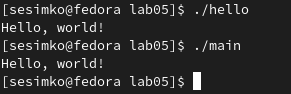 [sesimko@fedora lab05]$ ./hello
Hello, world!
[sesimko@fedora lab05]$ ./main
Hello, world!
[sesimko@fedora lab05]$